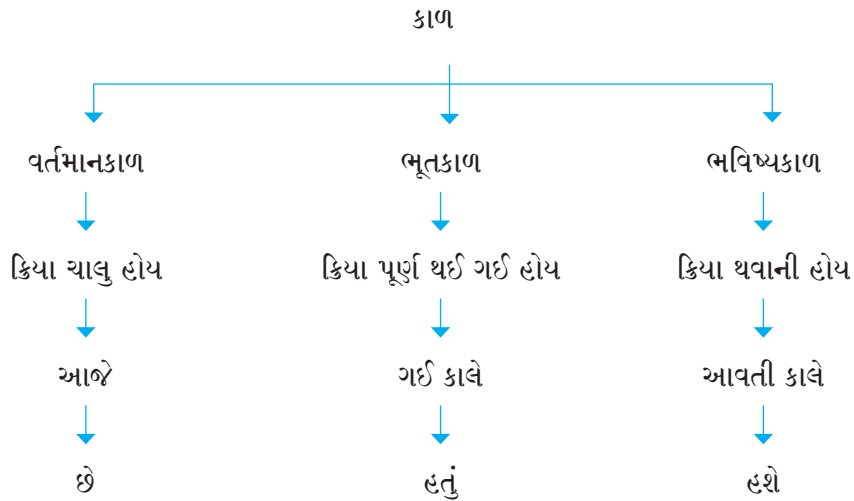 કાળ
વર્તમાનકાળ ભૂતકાળ ભવિષ્યકાળ
ક્રિયા ચાલુ હોય ક્રિયા પૂર્ણ થઈ ગઈ હોય ક્રિયા થવાની હોય
આજે ગઈ કાલે આવતી કાલે
છે હતું હશે